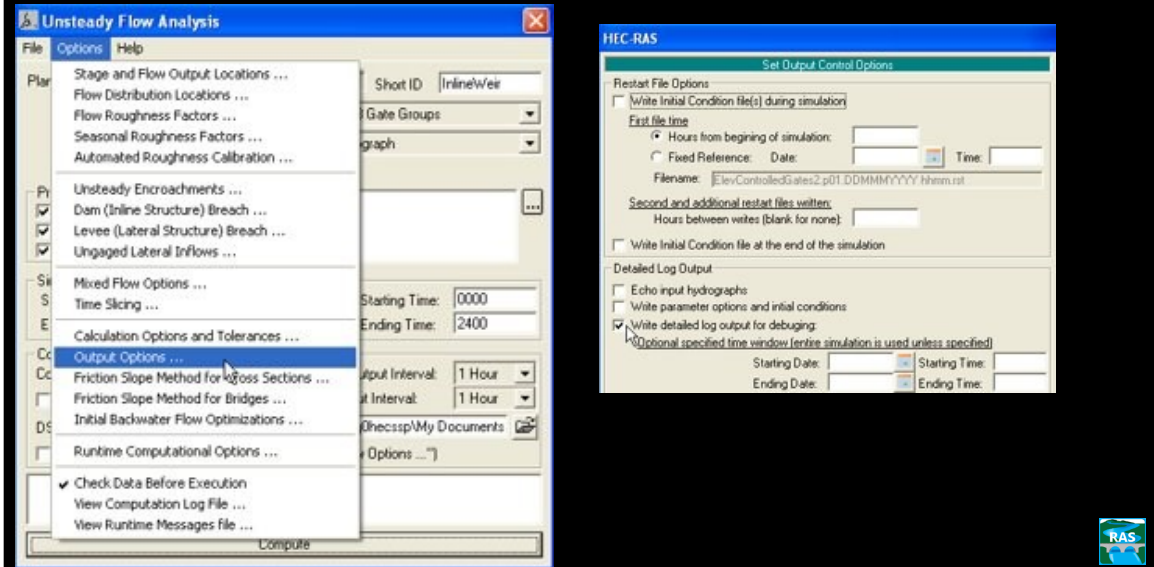 Unsteady Flow Analysis
File Options Help
Short ID InlineWeir
Stage and Flow Output Locations ...
Flow Distribution Locations ...
Flow Roughness Factors ...
Seasonal Roughness Factors ...
Automated Roughness Calibration ...
Unsteady Encroachments ...
Dam (Inline Structure) Breach ...
Levee (Lateral Structure) Breach ...
Ungaged Lateral Inflows ...
Mixed Flow Options ...
Time Slicing ...
Calculation Options and Tolerances ...
Output Options ...
Friction Slope Method for Cross Sections ...
Friction Slope Method for Bridges ...
Initial Backwater Flow Optimizations ...
Runtime Computational Options ...
Check Data Before Execution
View Computation Log File ...
View Runtime Messages file ...
Gate Groups
graph
...
Starting Time: 0000
Ending Time: 2400
utput Interval: 1 Hour
t Interval: 1 Hour
\My Documents
Options ...")
Compute
HEC-RAS
Set Output Control Options
Restart File Options
Write Initial Condition file(s) during simulation
First file time
Hours from begining of simulation:
Fixed Reference: Date: Time:
Filename: ElevControlledGates2.p01.DDMMMYYYY hhmm.rst
Second and additional restart files written:
Hours between writes (blank for none):
Write Initial Condition file at the end of the simulation
Detailed Log Output
Echo input hydrographs
Write parameter options and intial conditions
Write detailed log output for debuging:
Optional specified time window (entire simulation is used unless specified)
Starting Date: Starting Time:
Ending Date: Ending Time:
RAS